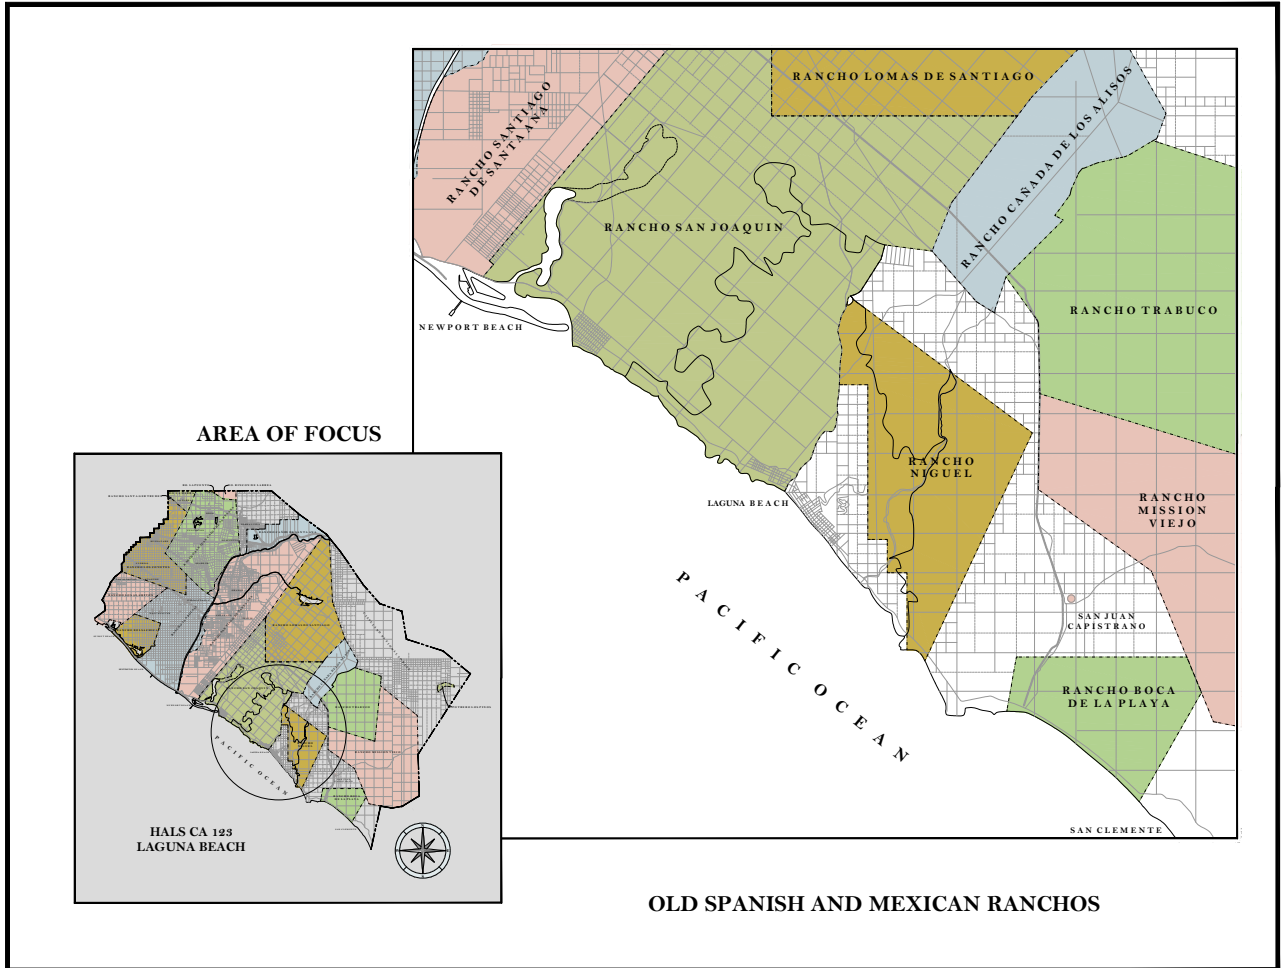 RANCHO LOMAS DE SANTIAGO
RANCHO SANTIAGO
DE SANTA ANA
RANCHO CAÑADA DE LOS ALISOS
RANCHO SAN JOAQUIN
RANCHO TRABUCO
NEWPORT BEACH
RANCHO
NIGUEL
LAGUNA BEACH
RANCHO
MISSION
VIEJO
SAN JUAN
CAPISTRANO
PACIFIC OCEAN
RANCHO BOCA
DE LA PLAYA
SAN CLEMENTE
AREA OF FOCUS
PACIFIC OCEAN
HALS CA 123
LAGUNA BEACH
OLD SPANISH AND MEXICAN RANCHOS